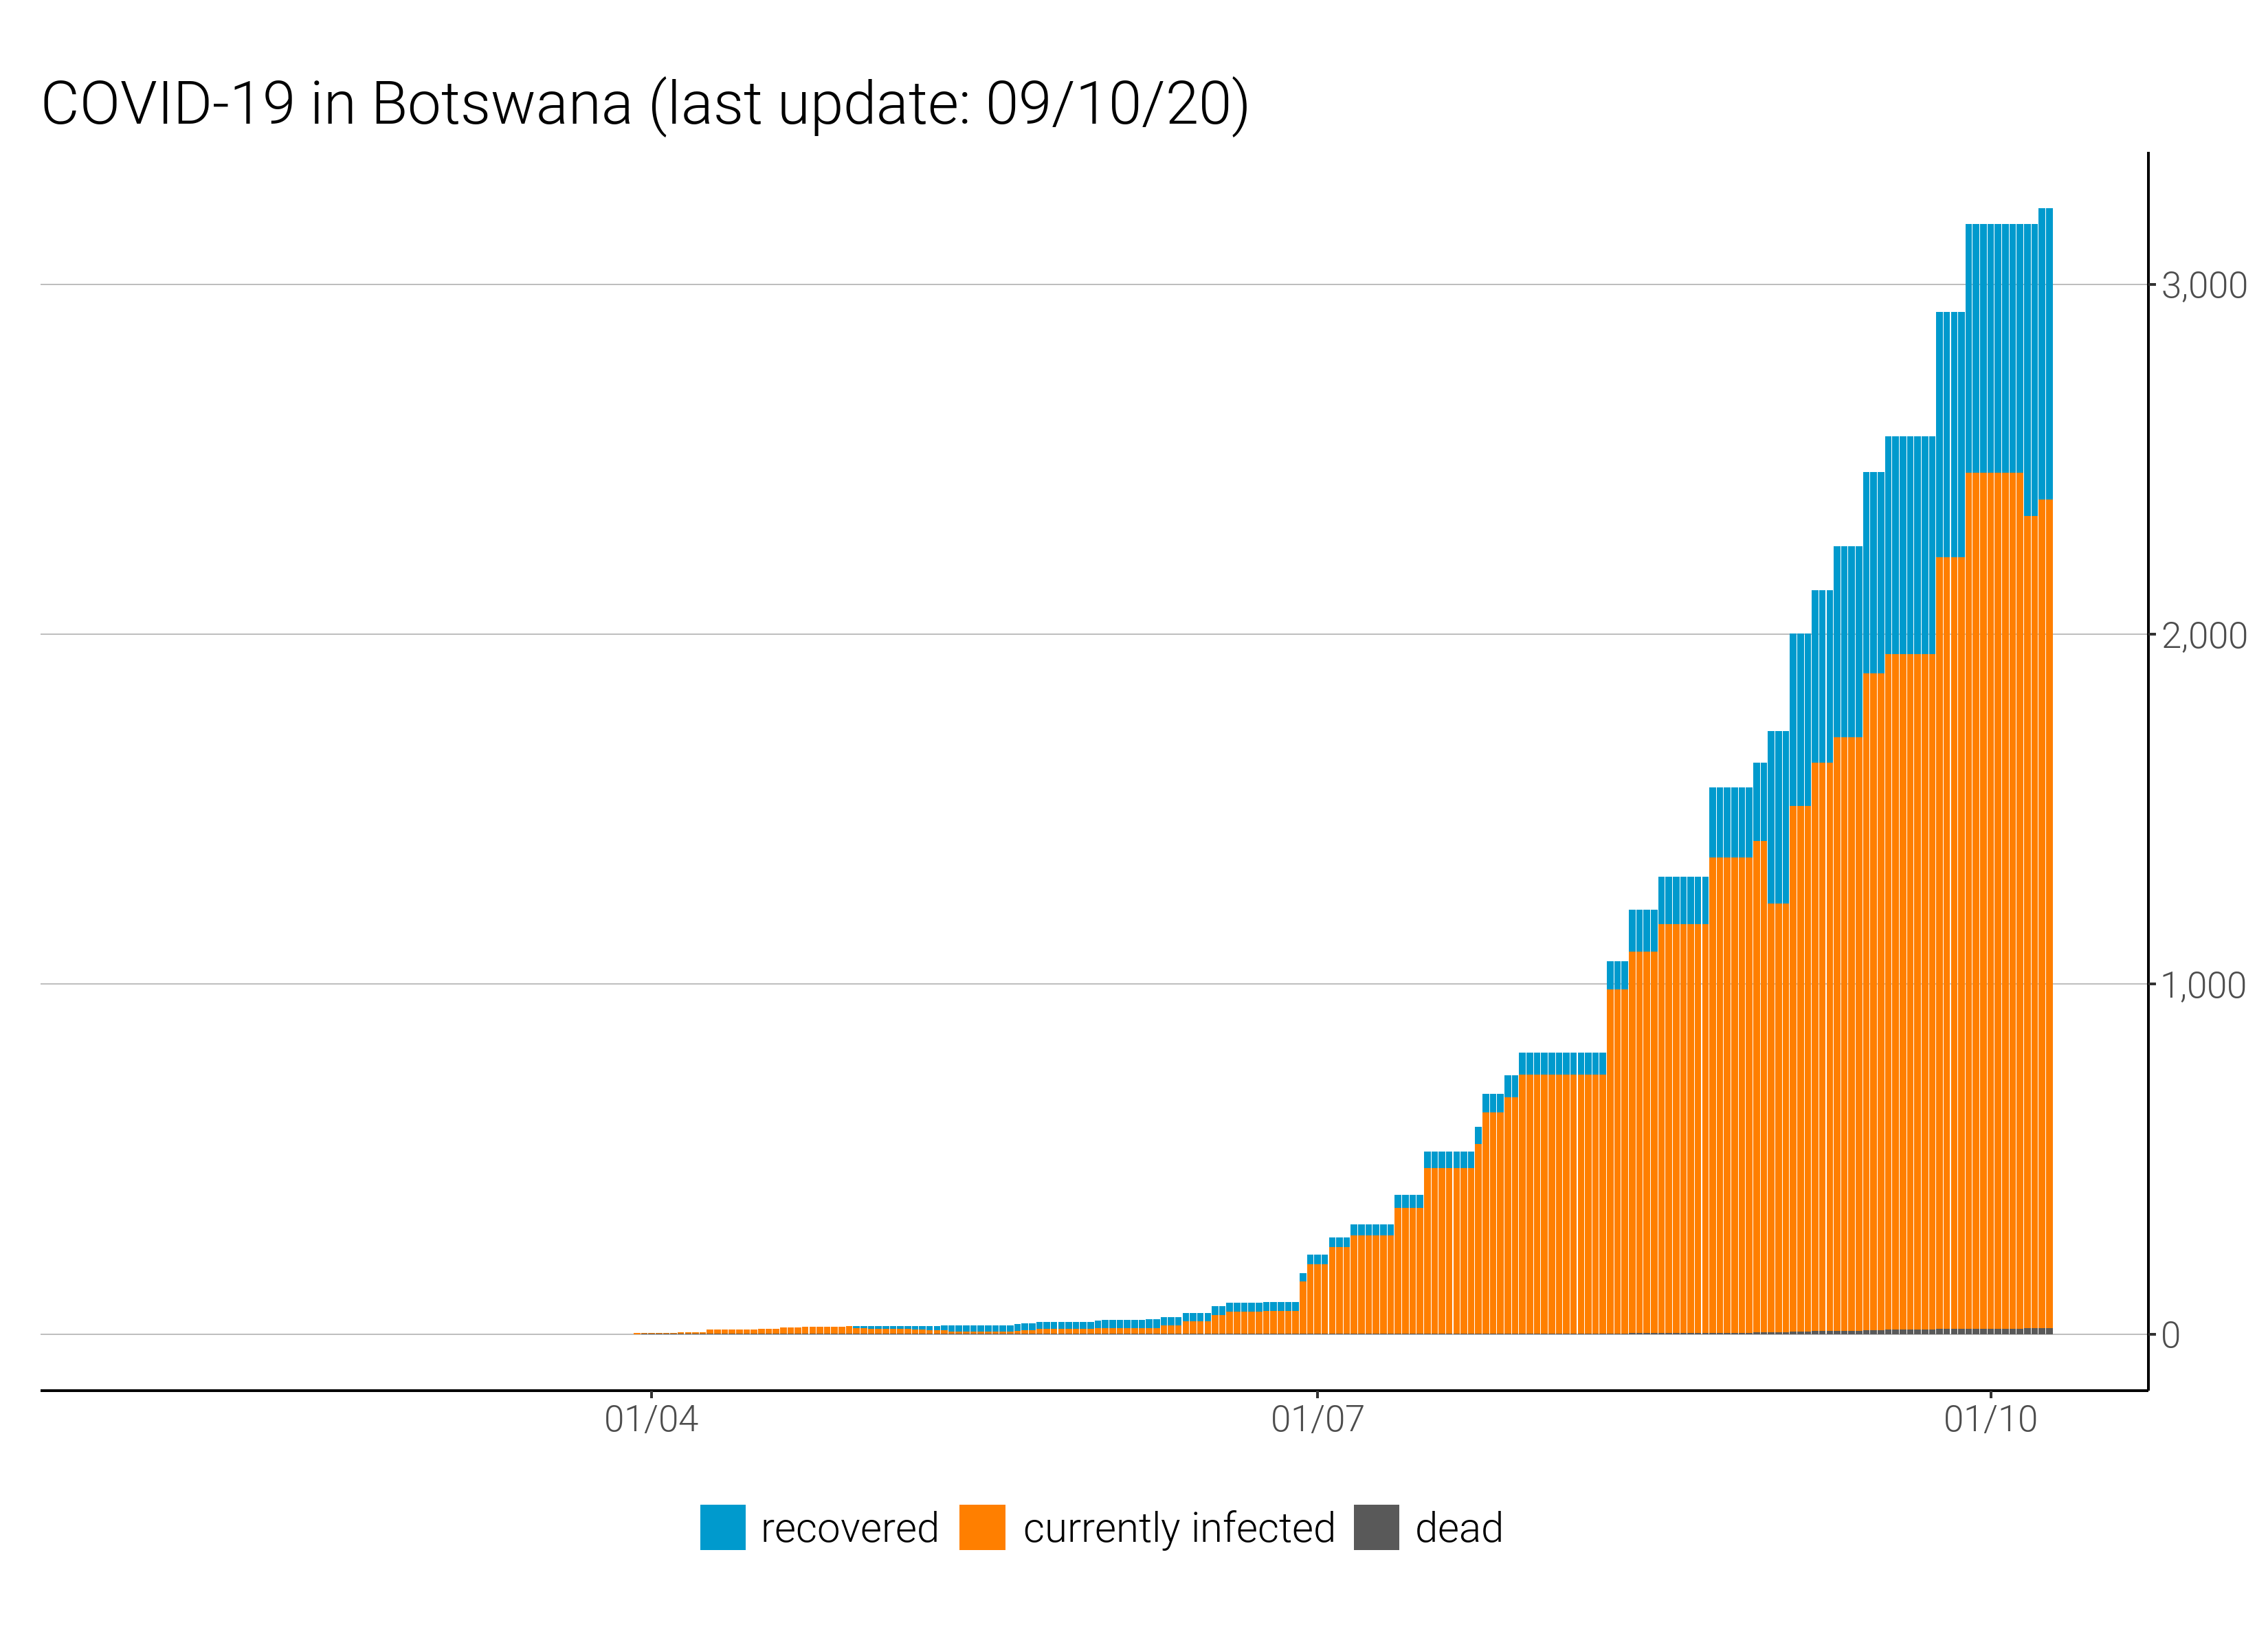 COVID-19 in Botswana (last update: 09/10/20)
3,000
2,000
1,000
0
01/04 01/07 01/10
recovered currently infected dead